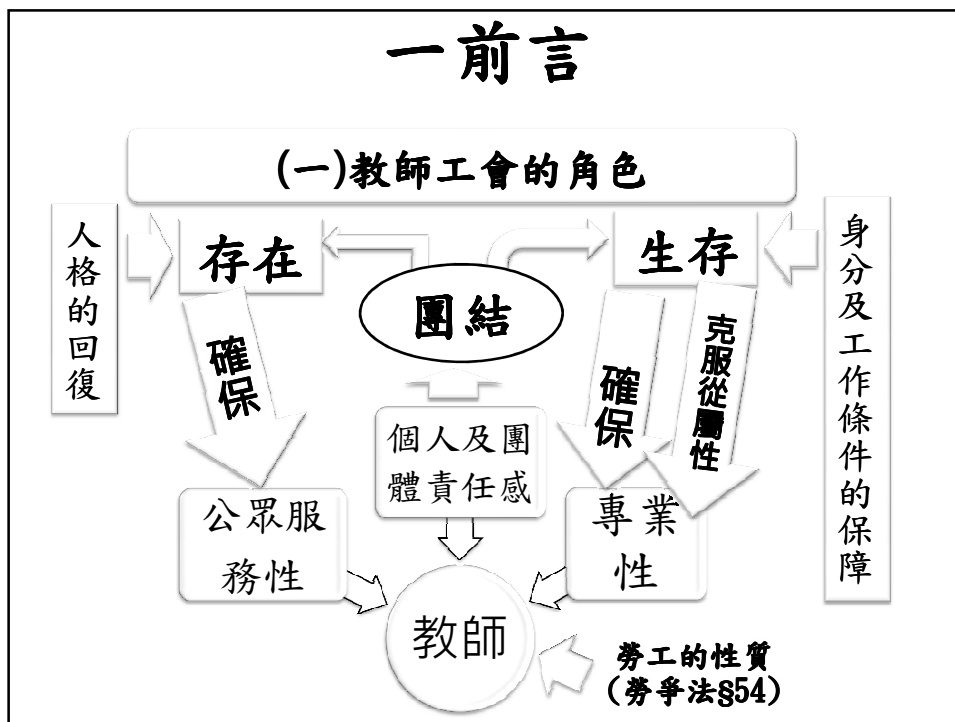 一前言
(一)教師工會的角色
人格的回復
存在
生存
身分及工作條件的保障
團結
確保
確保
克服從屬性
個人及團
體責任感
公眾服
務性
專業
性
教師
勞工的性質
(勞爭法§54)